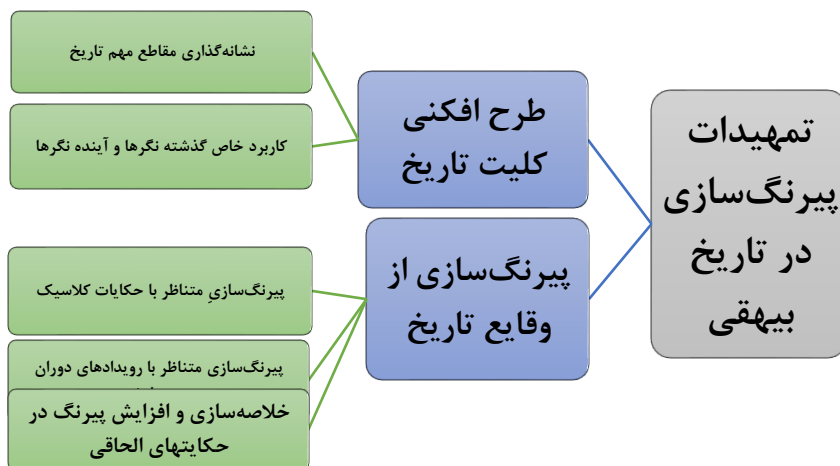 تمهیدات
پیرنگ‌سازی
در تاریخ
بیهقی
طرح افکنی
کلیت تاریخ
نشانه‌گذاری مقاطع مهم تاریخ
کاربرد خاص گذشته نگرها و آینده نگرها
پیرنگ‌سازی از
وقایع تاریخ
پیرنگ‌سازیِ متناظر با حکایات کلاسیک
پیرنگ‌سازی متناظر با رویدادهای دوران
خلاصه‌سازی و افزایش پیرنگ در
حکایتهای الحاقی